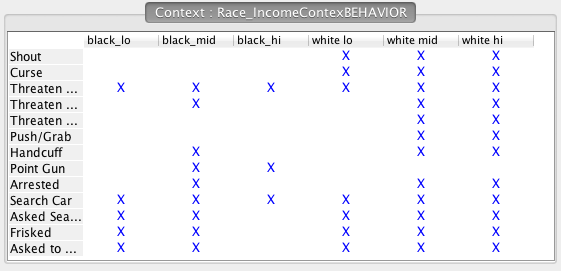 Context : Race_IncomeContexBEHAVIOR
black_lo black_mid black_hi white lo white mid white hi
Shout X X X
Curse X X X
Threaten ... X X X X X X
Threaten ... X X X
Threaten ... X X
Push/Grab X X
Handcuff X X X
Point Gun X X
Arrested X X X
Search Car X X X X X X
Asked Sea... X X X X X
Frisked X X X X X
Asked to ... X X X X X